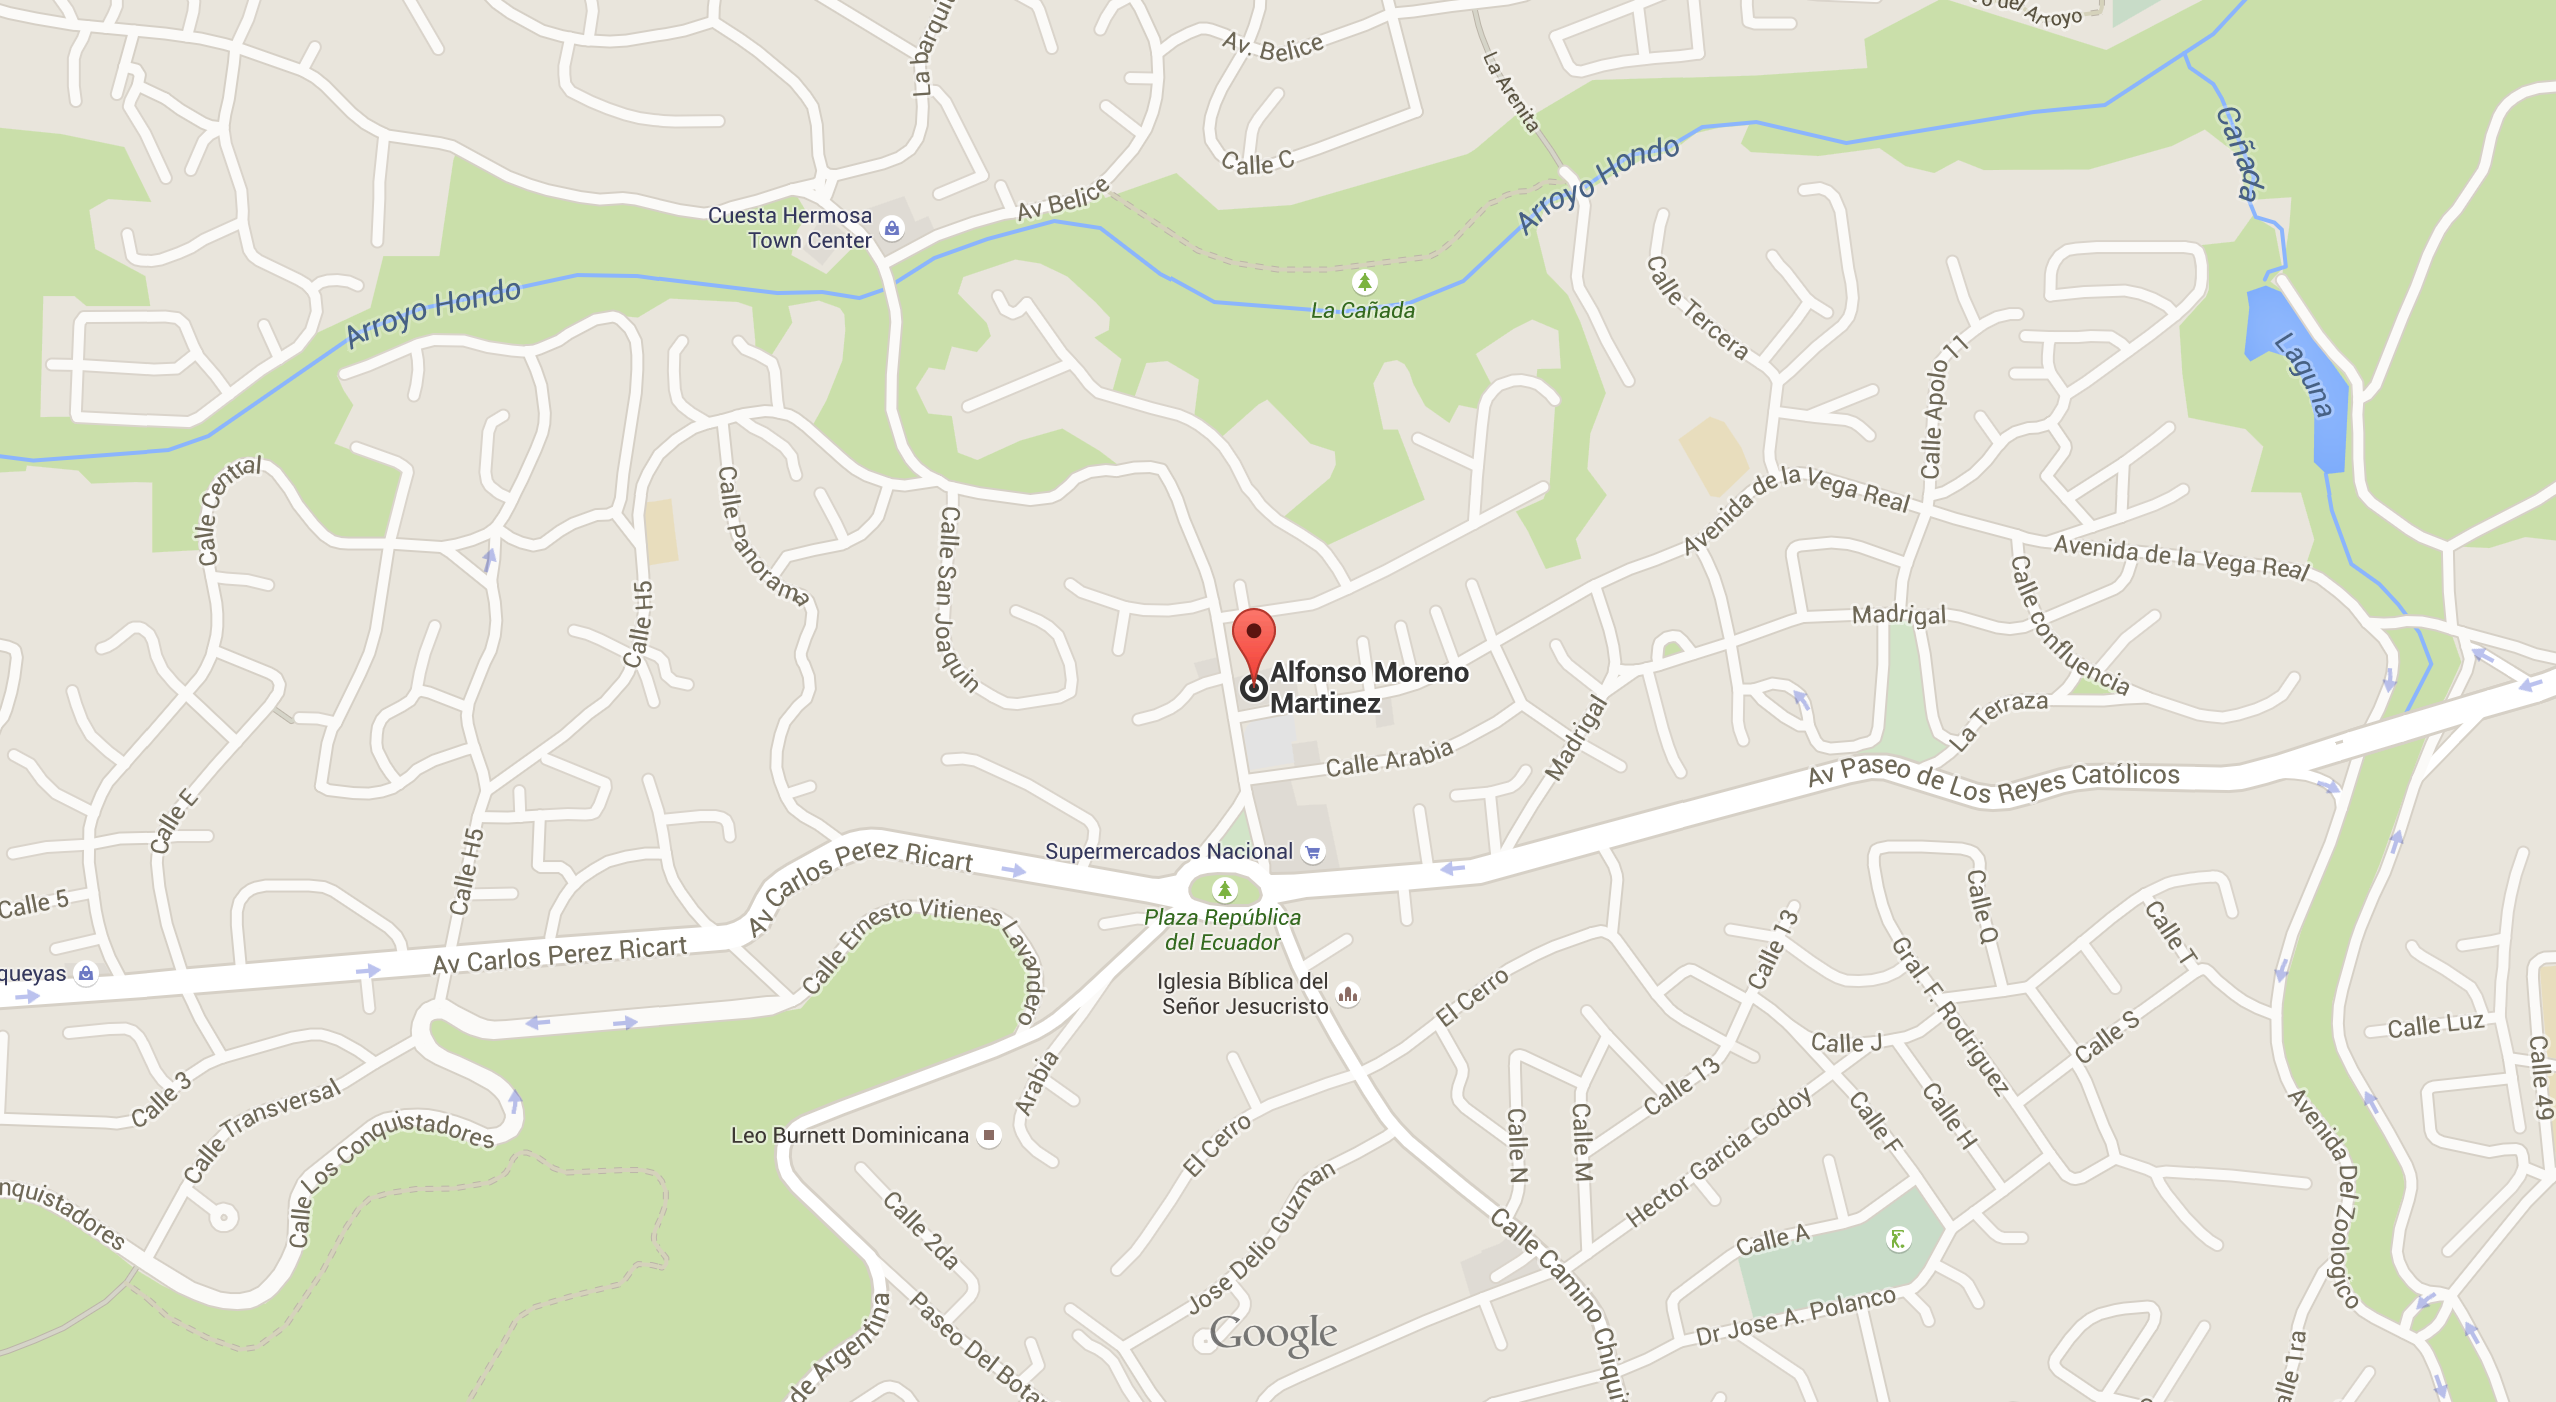 La barquit
Av. Belice
o del Arroyo
La Arenita
Cañada
Calle C
Arroyo Hondo
Av Belice
Cuesta Hermosa
Town Center
Arroyo Hondo
La Cañada
Calle Tercera
Laguna
Calle Apolo 11
Calle Central
Calle Panorama
Calle San Joaquin
Avenida de la Vega Real
Avenida de la Vega Real
Calle H5
Calle confluencia
Madrigal
Alfonso Moreno
Martinez
Madrigal
La Terraza
Calle Arabia
Av Paseo de Los Reyes Católicos
Calle E
Calle H5
Av Carlos Perez Ricart
Supermercados Nacional
Calle 5
Calle Ernesto Vitienes Lavandero
Plaza República
del Ecuador
Calle 13
Calle Q
Calle T
Av Carlos Perez Ricart
queyas
Iglesia Bíblica del
Señor Jesucristo
El Cerro
Gral. F. Rodriguez
Calle J
Calle S
Calle Luz
Calle 49
Calle 3
Calle Transversal
Arabia
Calle 13
Calle Los Conquistadores
Leo Burnett Dominicana
El Cerro
Calle N
Calle M
Hector Garcia Godoy
Calle F
Calle H
Avenida Del Zoologico
nquistadores
Calle 2da
Jose Delio Guzman
Calle Camino Chiquit
Calle A
Dr Jose A. Polanco
Google
de Argentina
Paseo Del Botan
alle 1ra